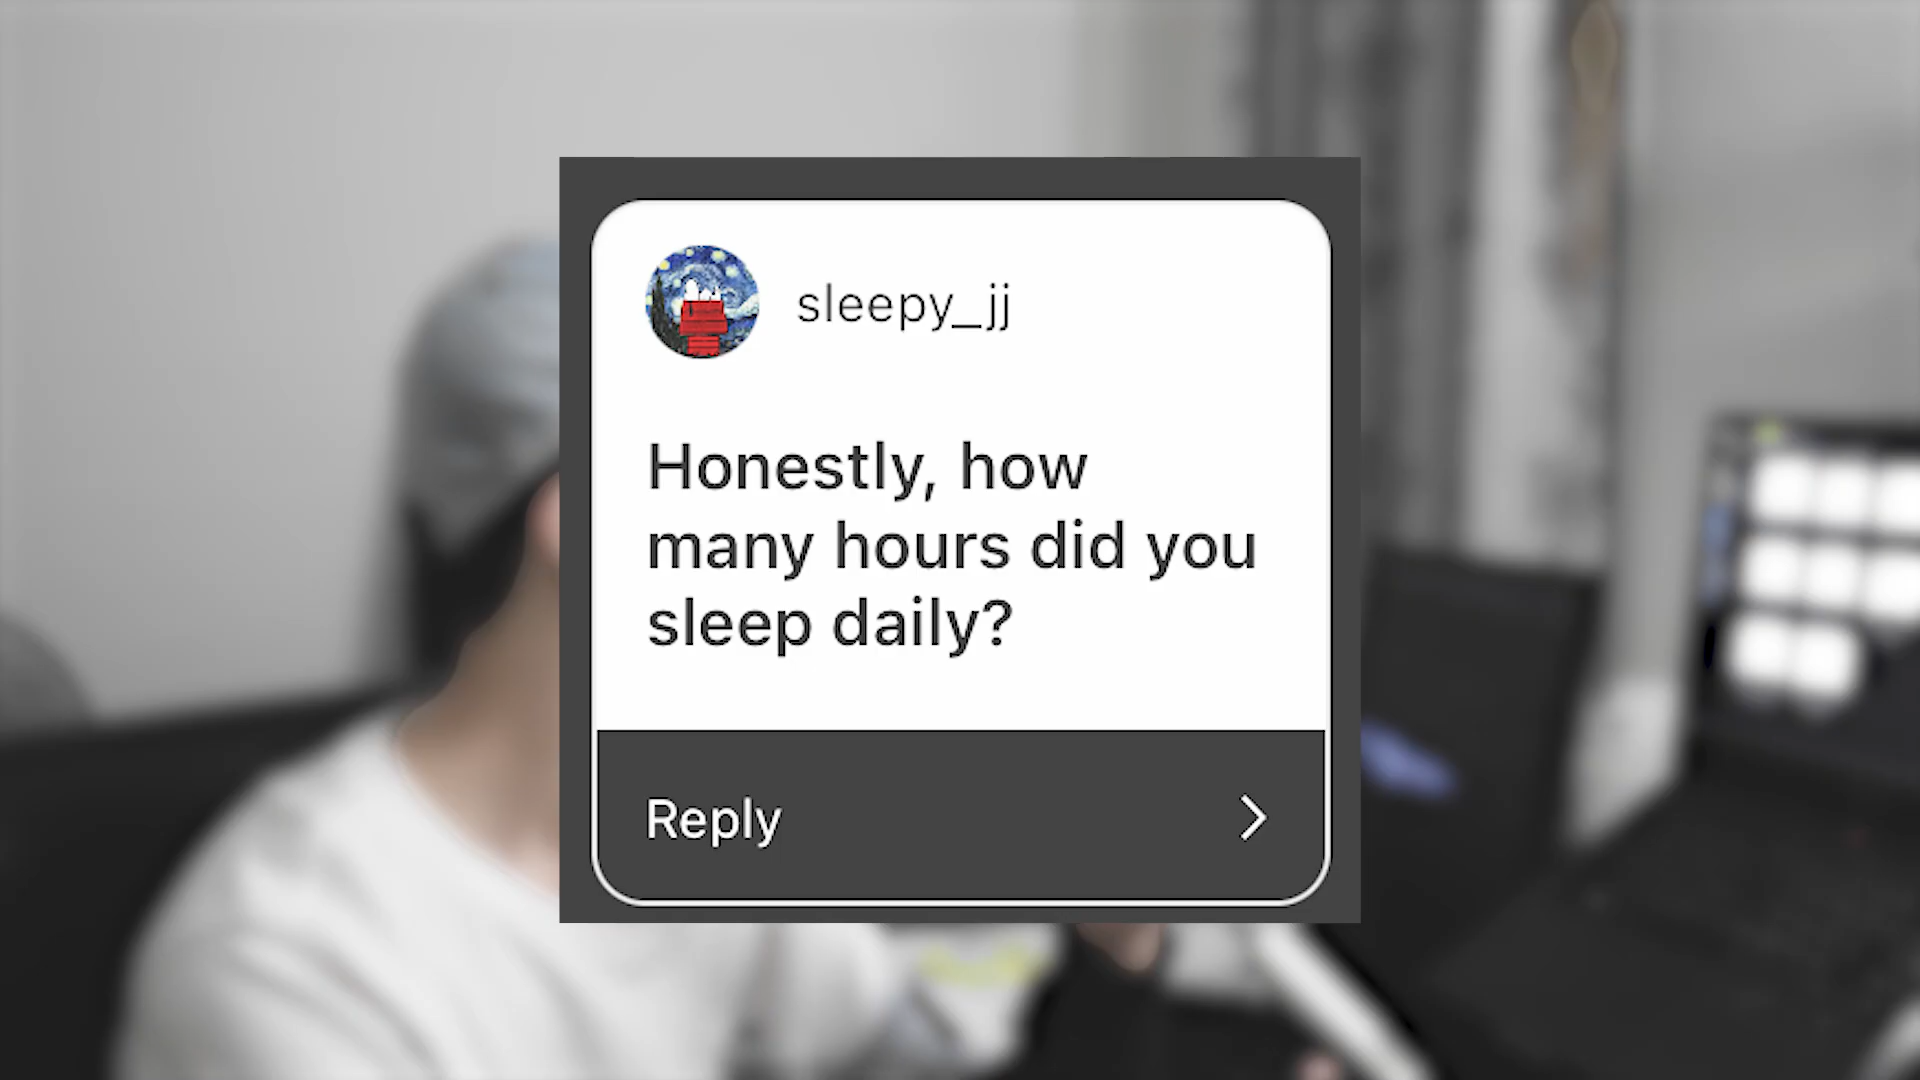 sleepy_jj
Honestly, how
many hours did you
sleep daily?
Reply